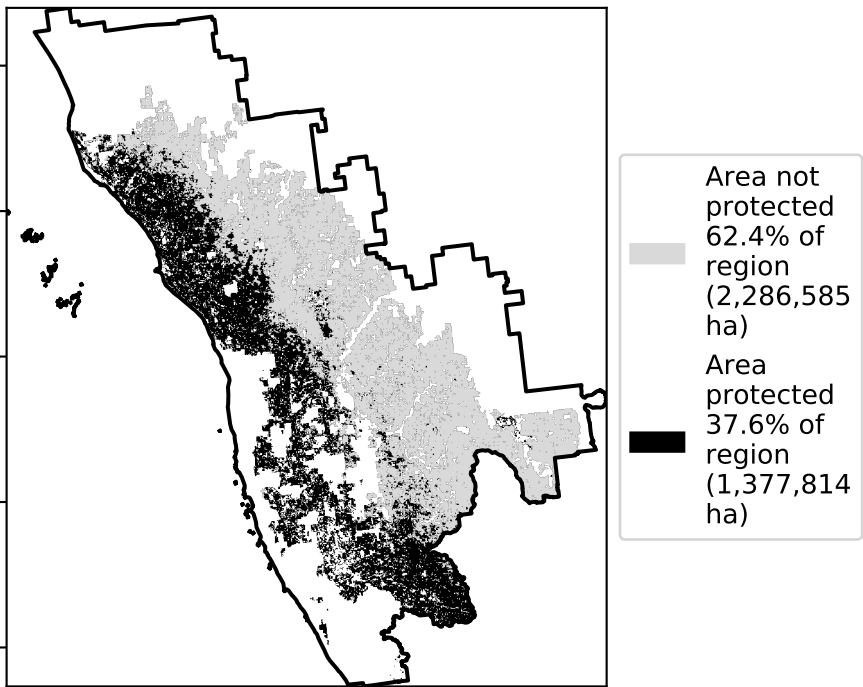 Area not
protected
62.4% of
region
(2,286,585
ha)
Area
protected
37.6% of
region
(1,377,814
ha)